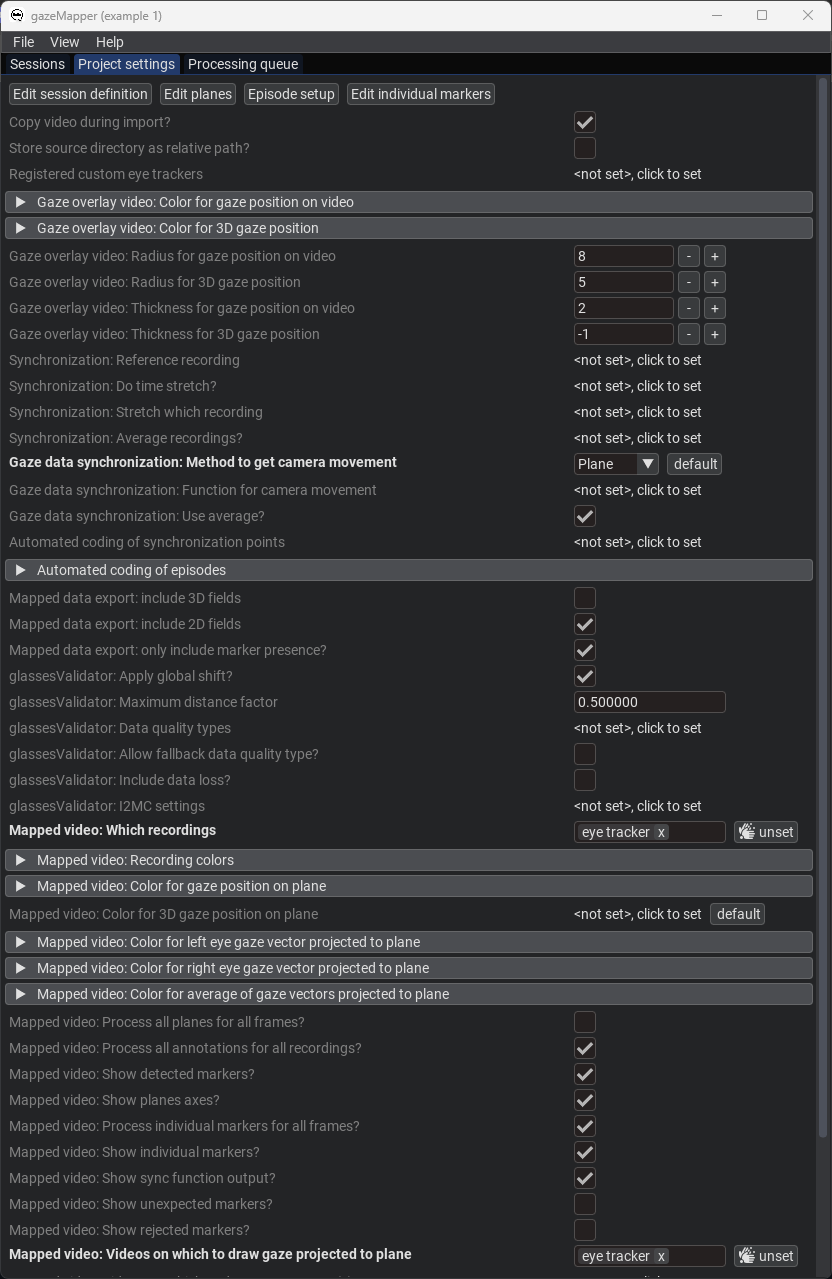 gazeMapper (example 1)
File View Help
Sessions Project settings Processing queue
Edit session definition Edit planes Episode setup Edit individual markers
Copy video during import?
Store source directory as relative path?
Registered custom eye trackers <not set>, click to set
Gaze overlay video: Color for gaze position on video
Gaze overlay video: Color for 3D gaze position
Gaze overlay video: Radius for gaze position on video 8 - +
Gaze overlay video: Radius for 3D gaze position 5 - +
Gaze overlay video: Thickness for gaze position on video 2 - +
Gaze overlay video: Thickness for 3D gaze position -1 - +
Synchronization: Reference recording <not set>, click to set
Synchronization: Do time stretch? <not set>, click to set
Synchronization: Stretch which recording <not set>, click to set
Synchronization: Average recordings? <not set>, click to set
Gaze data synchronization: Method to get camera movement Plane default
Gaze data synchronization: Function for camera movement <not set>, click to set
Gaze data synchronization: Use average?
Automated coding of synchronization points <not set>, click to set
Automated coding of episodes
Mapped data export: include 3D fields
Mapped data export: include 2D fields
Mapped data export: only include marker presence?
glassesValidator: Apply global shift?
glassesValidator: Maximum distance factor 0.500000
glassesValidator: Data quality types <not set>, click to set
glassesValidator: Allow fallback data quality type?
glassesValidator: Include data loss?
glassesValidator: I2MC settings <not set>, click to set
Mapped video: Which recordings eye tracker x unset
Mapped video: Recording colors
Mapped video: Color for gaze position on plane
Mapped video: Color for 3D gaze position on plane <not set>, click to set default
Mapped video: Color for left eye gaze vector projected to plane
Mapped video: Color for right eye gaze vector projected to plane
Mapped video: Color for average of gaze vectors projected to plane
Mapped video: Process all planes for all frames?
Mapped video: Process all annotations for all recordings?
Mapped video: Show detected markers?
Mapped video: Show planes axes?
Mapped video: Process individual markers for all frames?
Mapped video: Show individual markers?
Mapped video: Show sync function output?
Mapped video: Show unexpected markers?
Mapped video: Show rejected markers?
Mapped video: Videos on which to draw gaze projected to plane eye tracker x unset